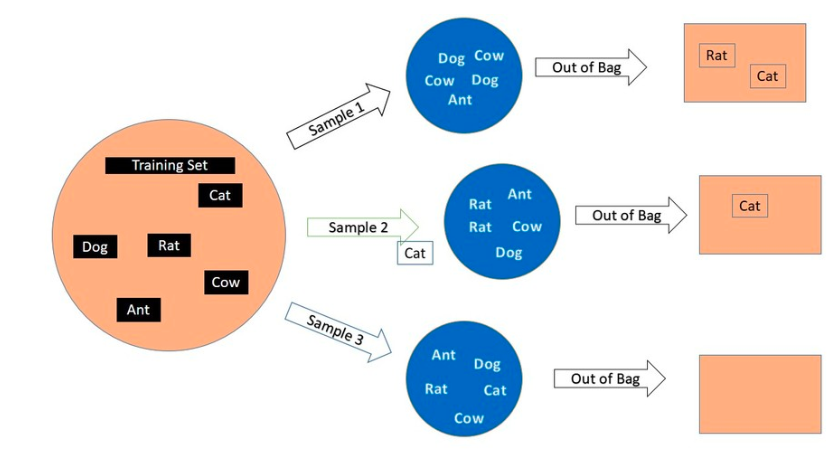 Training Set
Cat
Dog
Rat
Cow
Ant
Sample 1
Dog Cow
Cow Dog
Ant
Out of Bag
Rat
Cat
Sample 2
Cat
Ant
Rat
Rat Cow
Dog
Out of Bag
Cat
Sample 3
Ant
Dog
Rat
Cat
Cow
Out of Bag